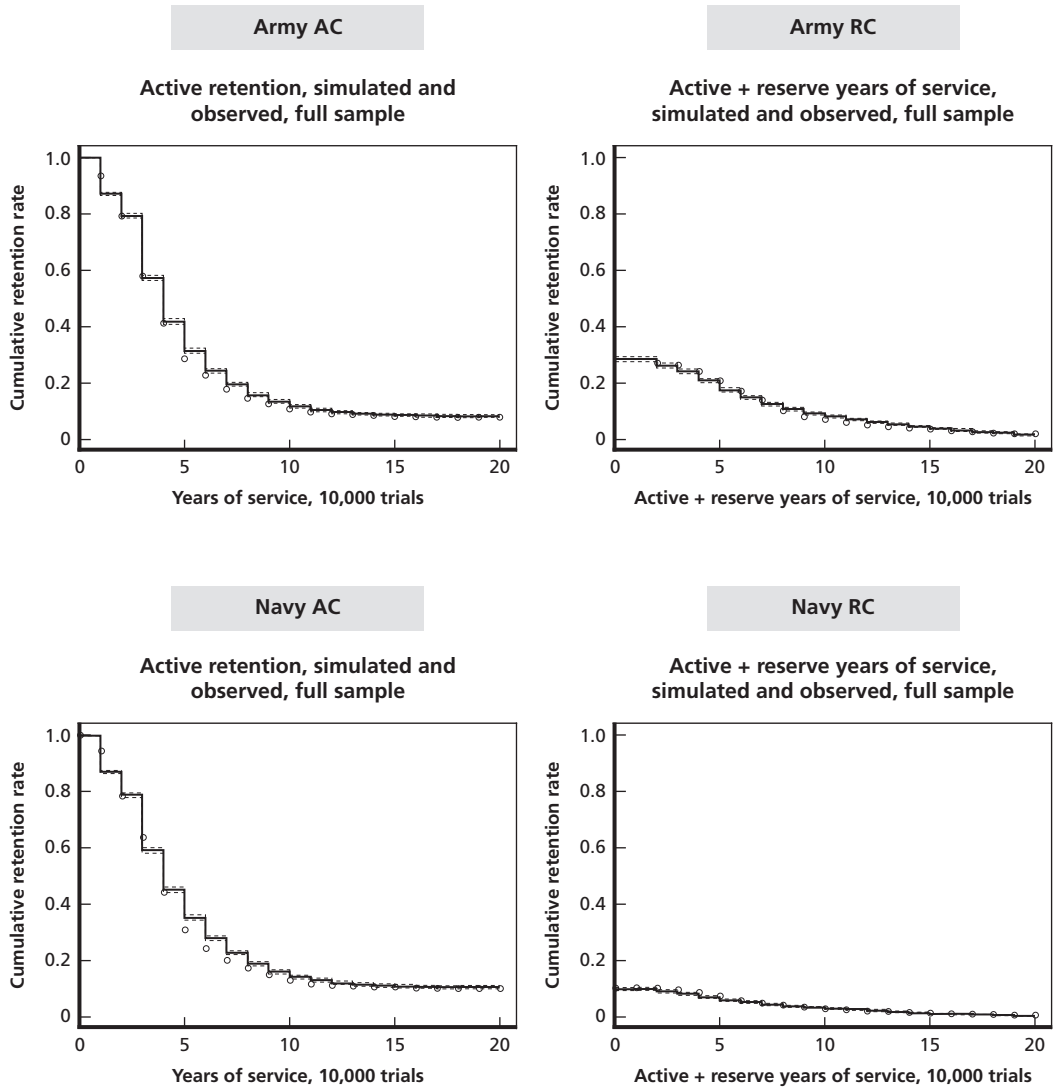 Army AC
Active retention, simulated and
observed, full sample
Cumulative retention rate
1.0
0.8
0.6
0.4
0.2
0
0 5 10 15 20
Years of service, 10,000 trials
Army RC
Active + reserve years of service,
simulated and observed, full sample
Cumulative retention rate
1.0
0.8
0.6
0.4
0.2
0
0 5 10 15 20
Active + reserve years of service, 10,000 trials
Navy AC
Active retention, simulated and
observed, full sample
Cumulative retention rate
1.0
0.8
0.6
0.4
0.2
0
0 5 10 15 20
Years of service, 10,000 trials
Navy RC
Active + reserve years of service,
simulated and observed, full sample
Cumulative retention rate
1.0
0.8
0.6
0.4
0.2
0
0 5 10 15 20
Active + reserve years of service, 10,000 trials